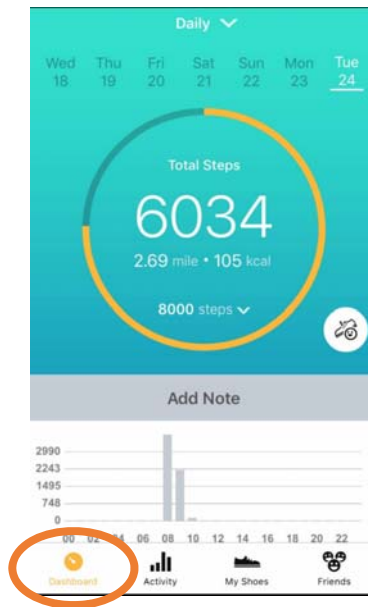 Daily
Wed Thu Fri Sat Sun Mon Tue
18 19 20 21 22 23 24
Total Steps
6034
2.69 mile • 105 kcal
8000 steps
Add Note
2990
2243
1495
748
0
00 02 04 06 08 10 12 14 16 18 20 22
Dashboard Activity My Shoes Friends